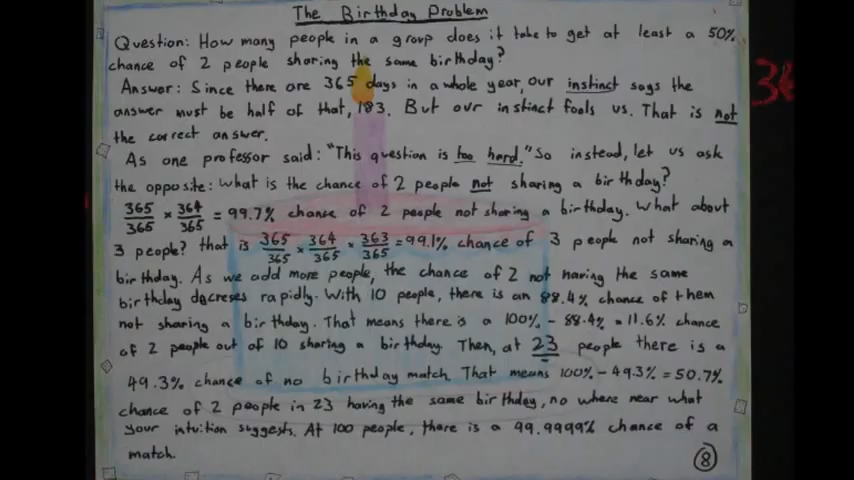 The Birthday Problem
Question: How many people in a group does it take to get at least a 50%
chance of 2 people sharing the same birthday?
Answer: Since there are 365 days in a whole year, our instinct says the
answer must be half of that, 183. But our instinct fools us. That is not
the correct answer.
As one professor said: "This question is too hard." So instead, let us ask
the opposite: What is the chance of 2 people not sharing a birthday?
365/365 × 364/365 = 99.7% chance of 2 people not sharing a birthday. What about
3 people? that is 365/365 × 364/365 × 363/365 = 99.1% chance of 3 people not sharing a
birthday. As we add more people, the chance of 2 not having the same
birthday decreses rapidly. With 10 people, there is an 88.4% chance of them
not sharing a birthday. That means there is a 100% - 88.4% = 11.6% chance
of 2 people out of 10 sharing a birthday. Then, at 23 people there is a
49.3% chance of no birthday match. That means 100% - 49.3% = 50.7%
chance of 2 people in 23 having the same birthday, no where near what
your intuition suggests. At 100 people, there is a 99.9999% chance of a
match.
8